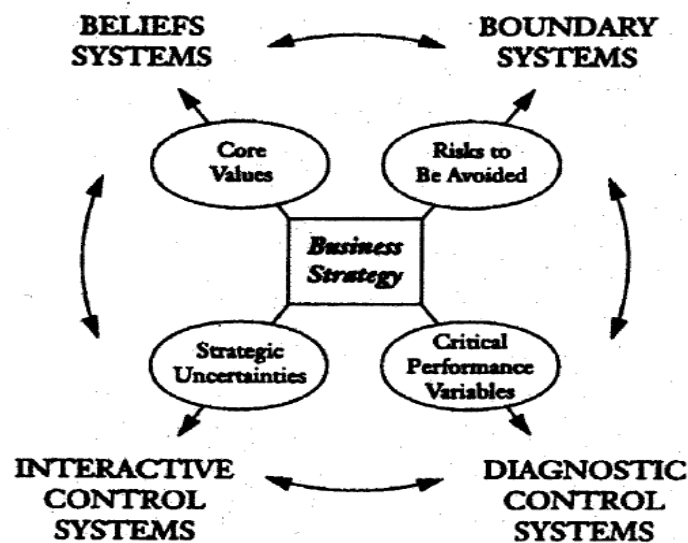 BELIEFS
SYSTEMS
BOUNDARY
SYSTEMS
Core
Values
Risks to
Be Avoided
Business
Strategy
Strategic
Uncertainties
Critical
Performance
Variables
INTERACTIVE
CONTROL
SYSTEMS
DIAGNOSTIC
CONTROL
SYSTEMS